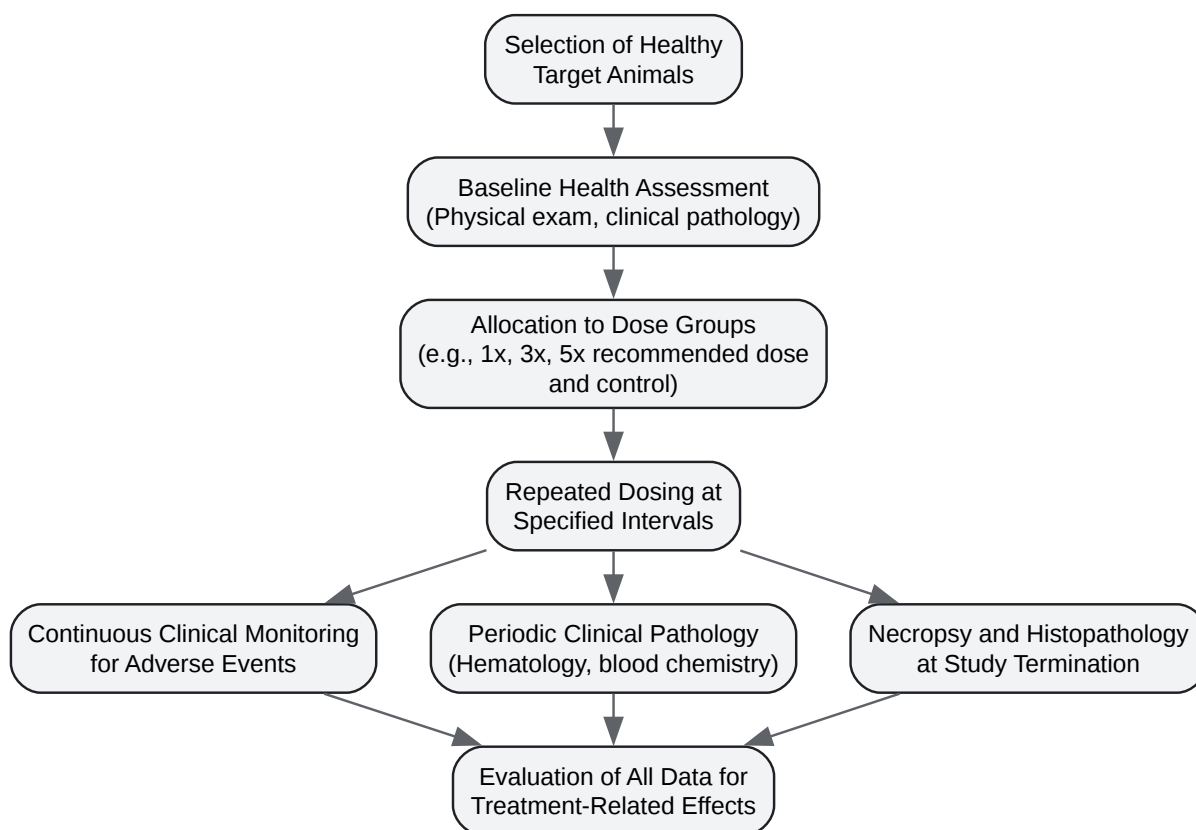 Selection of Healthy
Target Animals
Baseline Health Assessment
(Physical exam, clinical pathology)
Allocation to Dose Groups
(e.g., 1x, 3x, 5x recommended dose
and control)
Repeated Dosing at
Specified Intervals
Continuous Clinical Monitoring
for Adverse Events
Periodic Clinical Pathology
(Hematology, blood chemistry)
Necropsy and Histopathology
at Study Termination
Evaluation of All Data for
Treatment-Related Effects